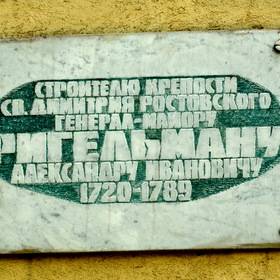 СТРОИТЕЛЮ КРЕПОСТИ
СВ. ДИМИТРИЯ РОСТОВСКОГО
ГЕНЕРАЛ-МАЙОРУ
РИГЕЛЬМАНУ
АЛЕКСАНДРУ ИВАНОВИЧУ
1720-1789